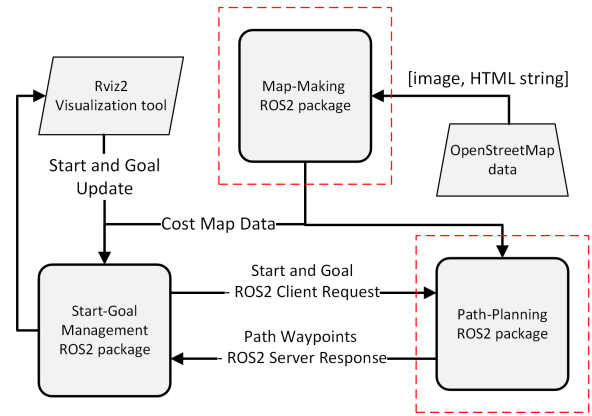 Rviz2
Visualization tool
Map-Making
ROS2 package
[image, HTML string]
OpenStreetMap
data
Start and Goal
Update
Cost Map Data
Start-Goal
Management
ROS2 package
Start and Goal
- ROS2 Client Request
Path Waypoints
- ROS2 Server Response
Path-Planning
ROS2 package